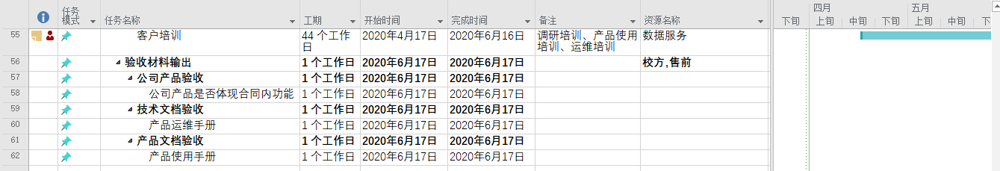 任务模式 任务名称 工期 开始时间 完成时间 备注 资源名称 四月 五月
下旬 上旬 中旬 下旬 上旬 中旬
55 客户培训 44 个工作日 2020年4月17日 2020年6月16日 调研培训、产品使用培训、运维培训 数据服务
56 验收材料输出 1 个工作日 2020年6月17日 2020年6月17日 校方,售前
57 公司产品验收 1 个工作日 2020年6月17日 2020年6月17日
58 公司产品是否体现合同内功能 1 个工作日 2020年6月17日 2020年6月17日
59 技术文档验收 1 个工作日 2020年6月17日 2020年6月17日
60 产品运维手册 1 个工作日 2020年6月17日 2020年6月17日
61 产品文档验收 1 个工作日 2020年6月17日 2020年6月17日
62 产品使用手册 1 个工作日 2020年6月17日 2020年6月17日